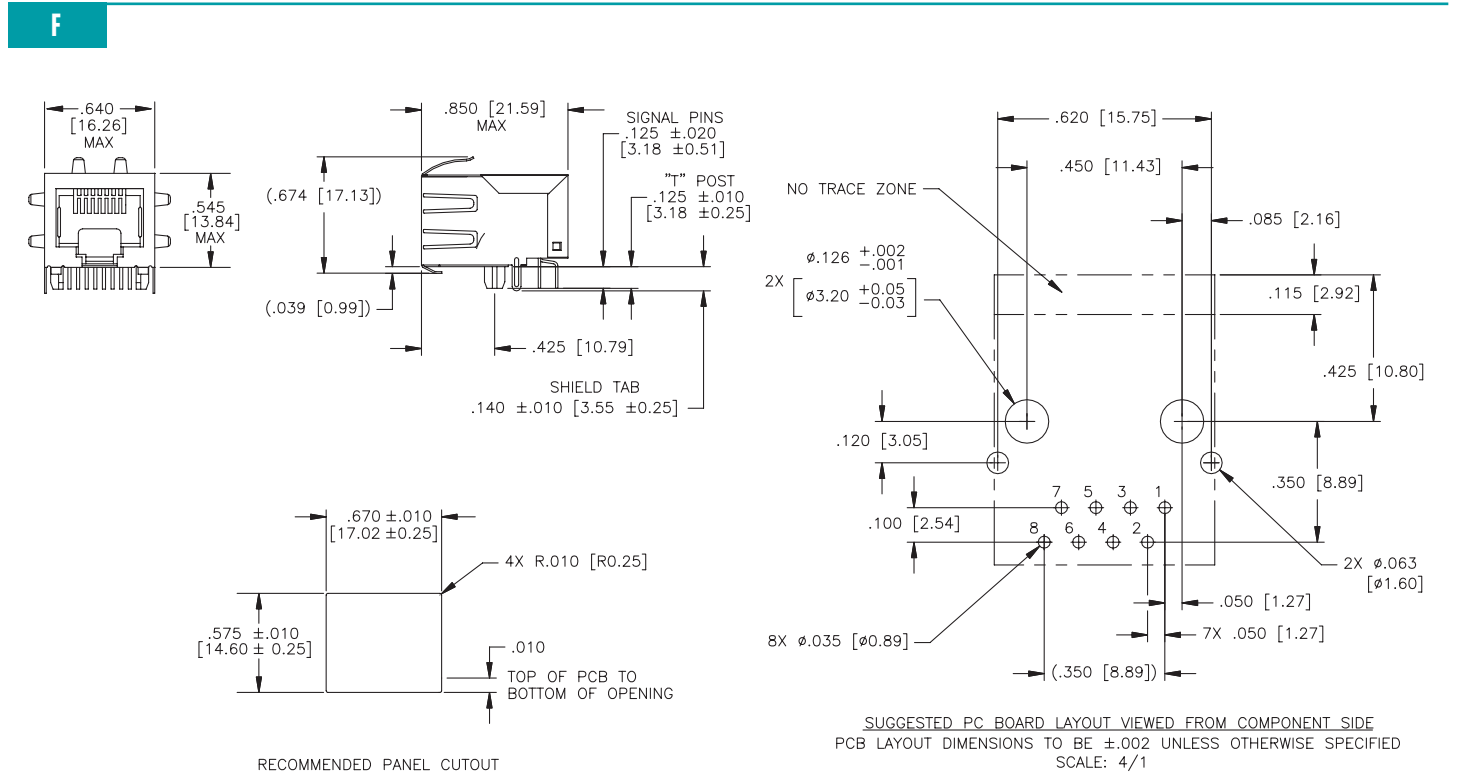 F
.640
[16.26]
MAX
.545
[13.84]
MAX
.850 [21.59]
MAX
SIGNAL PINS
.125 ±.020
[3.18 ±0.51]
"T" POST
.125 ±.010
[3.18 ±0.25]
(.674 [17.13])
(.039 [0.99])
.425 [10.79]
SHIELD TAB
.140 ±.010 [3.55 ±0.25]
.670 ±.010
[17.02 ±0.25]
4X R.010 [R0.25]
.575 ±.010
[14.60 ± 0.25]
.010
TOP OF PCB TO
BOTTOM OF OPENING
RECOMMENDED PANEL CUTOUT
.620 [15.75]
.450 [11.43]
NO TRACE ZONE
.085 [2.16]
ø.126 +.002
-.001
2X [ø3.20 +0.05
-0.03]
.115 [2.92]
.425 [10.80]
.120 [3.05]
.350 [8.89]
7 5 3 1
.100 [2.54]
8 6 4 2
2X ø.063
[ø1.60]
.050 [1.27]
8X ø.035 [ø0.89]
7X .050 [1.27]
(.350 [8.89])
SUGGESTED PC BOARD LAYOUT VIEWED FROM COMPONENT SIDE
PCB LAYOUT DIMENSIONS TO BE ±.002 UNLESS OTHERWISE SPECIFIED
SCALE: 4/1